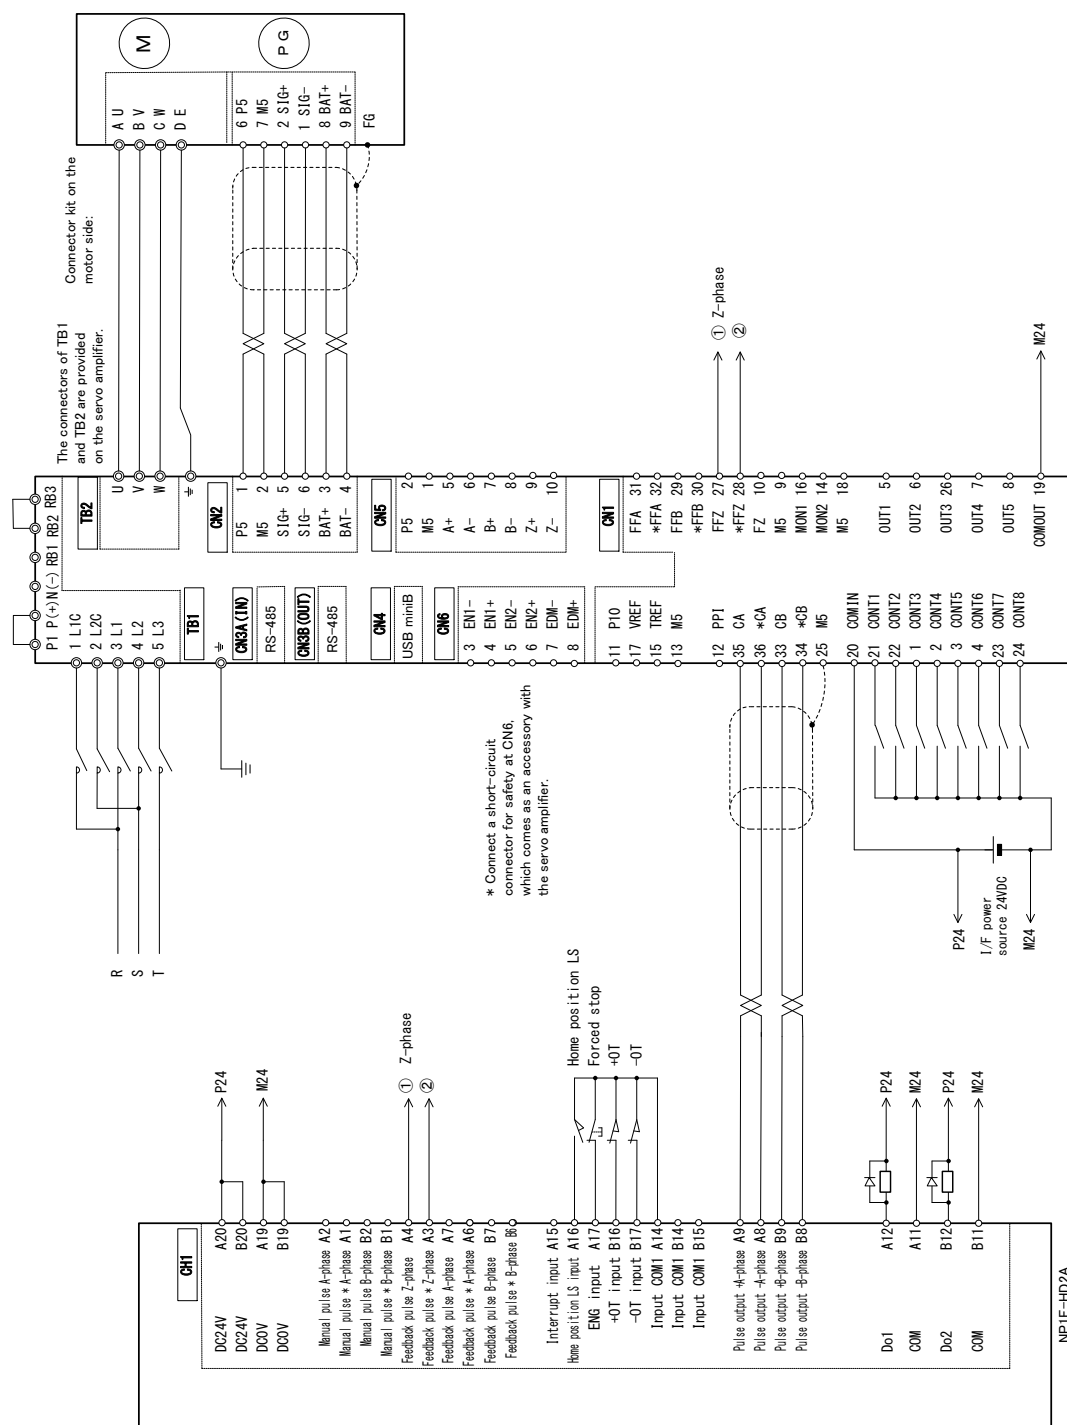 M
PG
A U
B V
C W
D E
6 P5
7 M5
2 SIG+
1 SIG-
8 BAT+
9 BAT-
FG
Connector kit on the
motor side:
The connectors of TB1
and TB2 are provided
on the servo amplifier.
P1 P(+) N(-) RB1 RB2 RB3
TB2
U
V
W
CN2
P5 1
M5 2
SIG+ 5
SIG- 6
BAT+ 3
BAT- 4
CN5
P5 2
M5 1
A+ 5
A- 6
B+ 7
B- 8
Z+ 9
Z- 10
CN1
FFA 31
*FFA 32
FFB 29
*FFB 30
FFZ 27
*FFZ 28
FZ 10
M5 9
MON1 16
MON2 14
M5 18
OUT1 5
OUT2 6
OUT3 26
OUT4 7
OUT5 8
COMOUT 19
① Z-phase
②
M24
1 L1C
2 L2C
3 L1
4 L2
5 L3
TB1
CN3A(IN)
RS-485
CN3B(OUT)
RS-485
CN4
USB miniB
CN6
3 EN1-
4 EN1+
5 EN2-
6 EN2+
7 EDM-
8 EDM+
11 P10
17 VREF
15 TREF
13 M5
12 PPI
35 CA
36 *CA
33 CB
34 *CB
25 M5
20 COMIN
21 CONT1
22 CONT2
1 CONT3
2 CONT4
3 CONT5
4 CONT6
23 CONT7
24 CONT8
* Connect a short-circuit
connector for safety at CN6,
which comes as an accessory with
the servo amplifier.
R
S
T
P24
I/F power
source 24VDC
M24
P24
M24
① Z-phase
②
Home position LS
Forced stop
+OT
-OT
P24
M24
P24
M24
CH1
DC24V A20
DC24V B20
DC0V A19
DC0V B19
Manual pulse A-phase A2
Manual pulse * A-phase A1
Manual pulse B-phase B2
Manual pulse * B-phase B1
Feedback pulse Z-phase A4
Feedback pulse * Z-phase A3
Feedback pulse A-phase A7
Feedback pulse * A-phase A6
Feedback pulse B-phase B7
Feedback pulse * B-phase B6
Interrupt input A15
Home position LS input A16
ENG input A17
+OT input B16
-OT input B17
Input COM1 A14
Input COM1 B14
Input COM1 B15
Pulse output +A-phase A9
Pulse output -A-phase A8
Pulse output +B-phase B9
Pulse output -B-phase B8
Do1 A12
COM A11
Do2 B12
COM B11
NP1F-HD2A